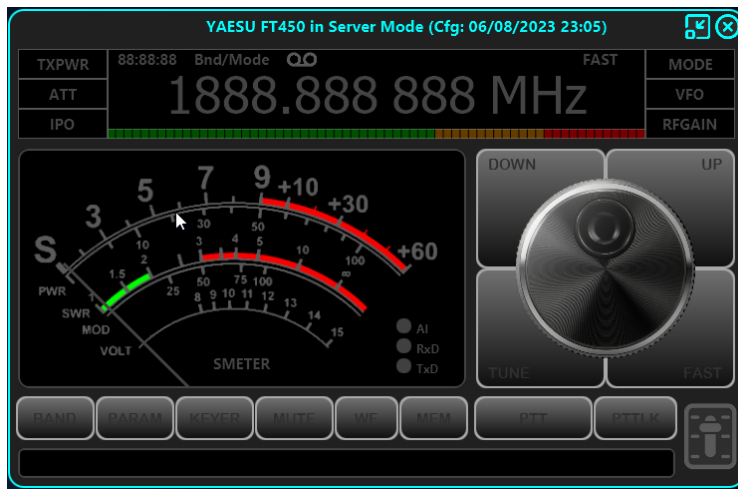 YAESU FT450 in Server Mode (Cfg: 06/08/2023 23:05)
TXPWR
88:88:88 Bnd/Mode FAST
MODE
ATT
1888.888 888 MHz
VFO
IPO
RFGAIN
S 3 5 7 9 +10 +30 +60
PWR 10 30 50 100 ∞
SWR 1 1.5 2 3 4 5 10
MOD 25 50 75 100
VOLT 8 9 10 11 12 13 14 15
SMETER
AI
RxD
TxD
DOWN UP
TUNE FAST
BAND PARAM KEYER MUTE WF MEM PTT PTTLK